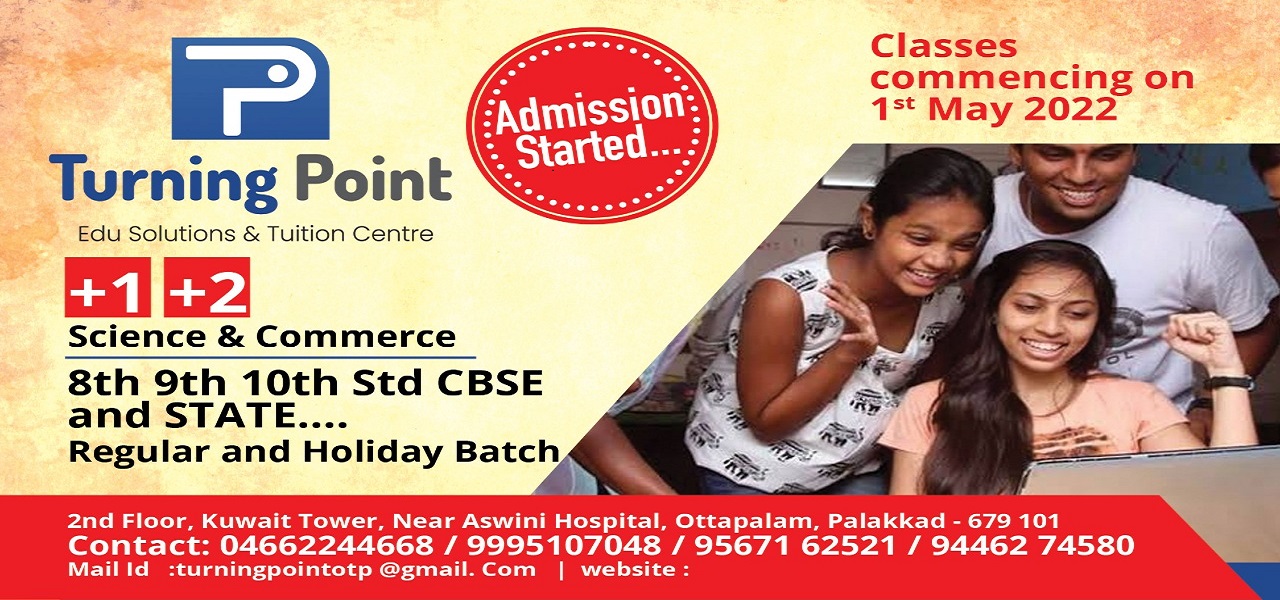 Turning Point
Edu Solutions & Tuition Centre
Admission
Started...
Classes
commencing on
1st May 2022
+1 +2
Science & Commerce
8th 9th 10th Std CBSE
and STATE....
Regular and Holiday Batch
2nd Floor, Kuwait Tower, Near Aswini Hospital, Ottapalam, Palakkad - 679 101
Contact: 04662244668 / 9995107048 / 95671 62521 / 94462 74580
Mail Id :turningpointotp @gmail. Com | website :